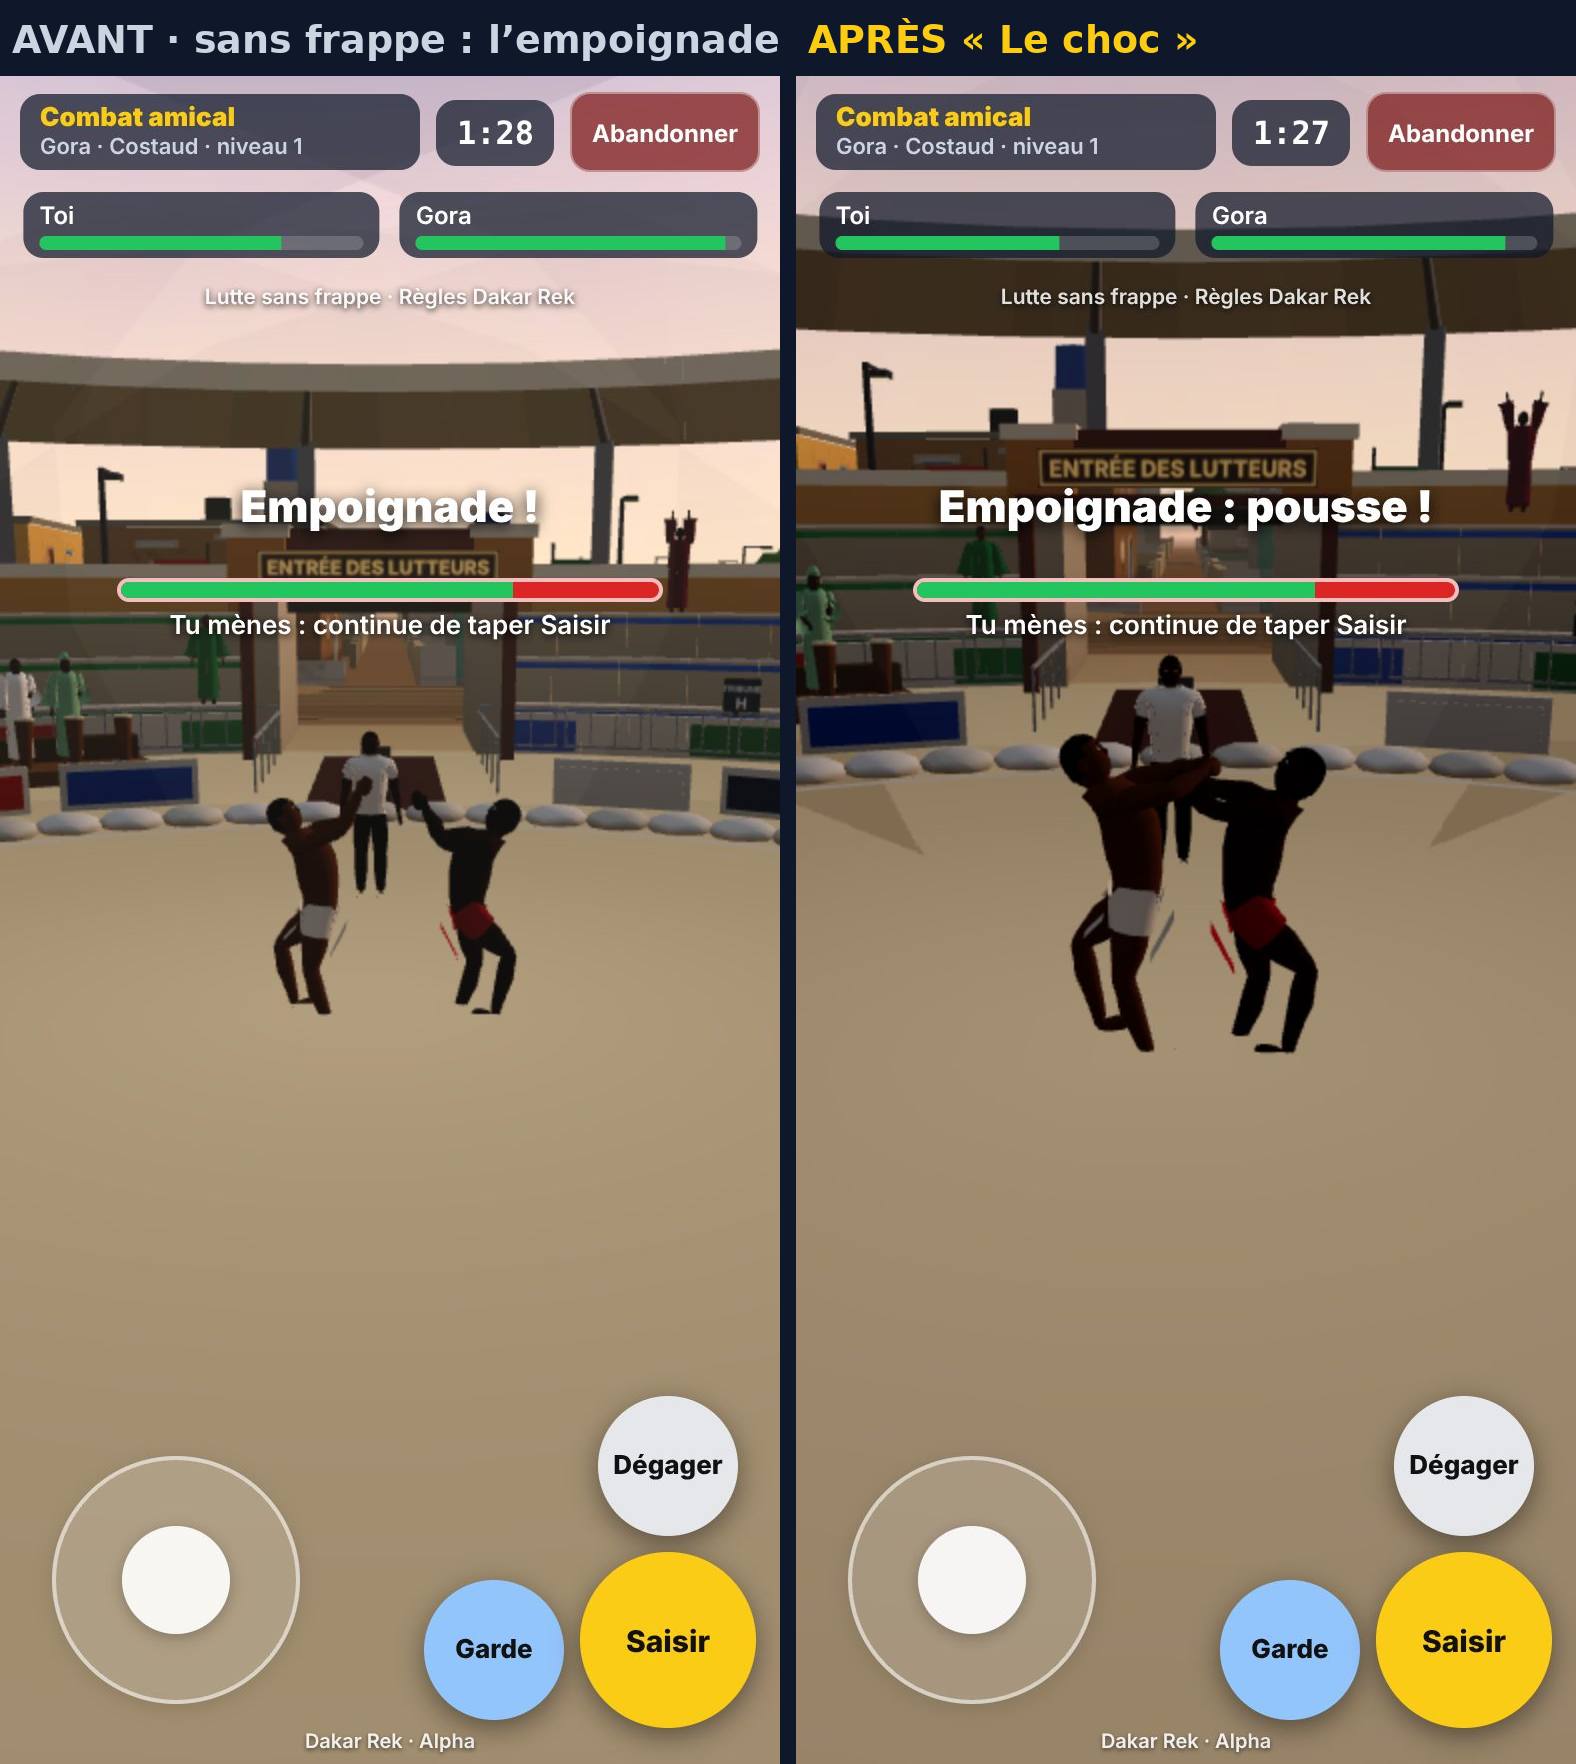 AVANT · sans frappe : l’empoignade
Combat amical
Gora · Costaud · niveau 1
1:28
Abandonner
Toi
Gora
Lutte sans frappe · Règles Dakar Rek
Empoignade !
ENTRÉE DES LUTTEURS
Tu mènes : continue de taper Saisir
TRIBUNE
H
Dégager
Garde
Saisir
Dakar Rek · Alpha
APRÈS « Le choc »
Combat amical
Gora · Costaud · niveau 1
1:27
Abandonner
Toi
Gora
Lutte sans frappe · Règles Dakar Rek
ENTRÉE DES LUTTEURS
Empoignade : pousse !
Tu mènes : continue de taper Saisir
Dégager
Garde
Saisir
Dakar Rek · Alpha